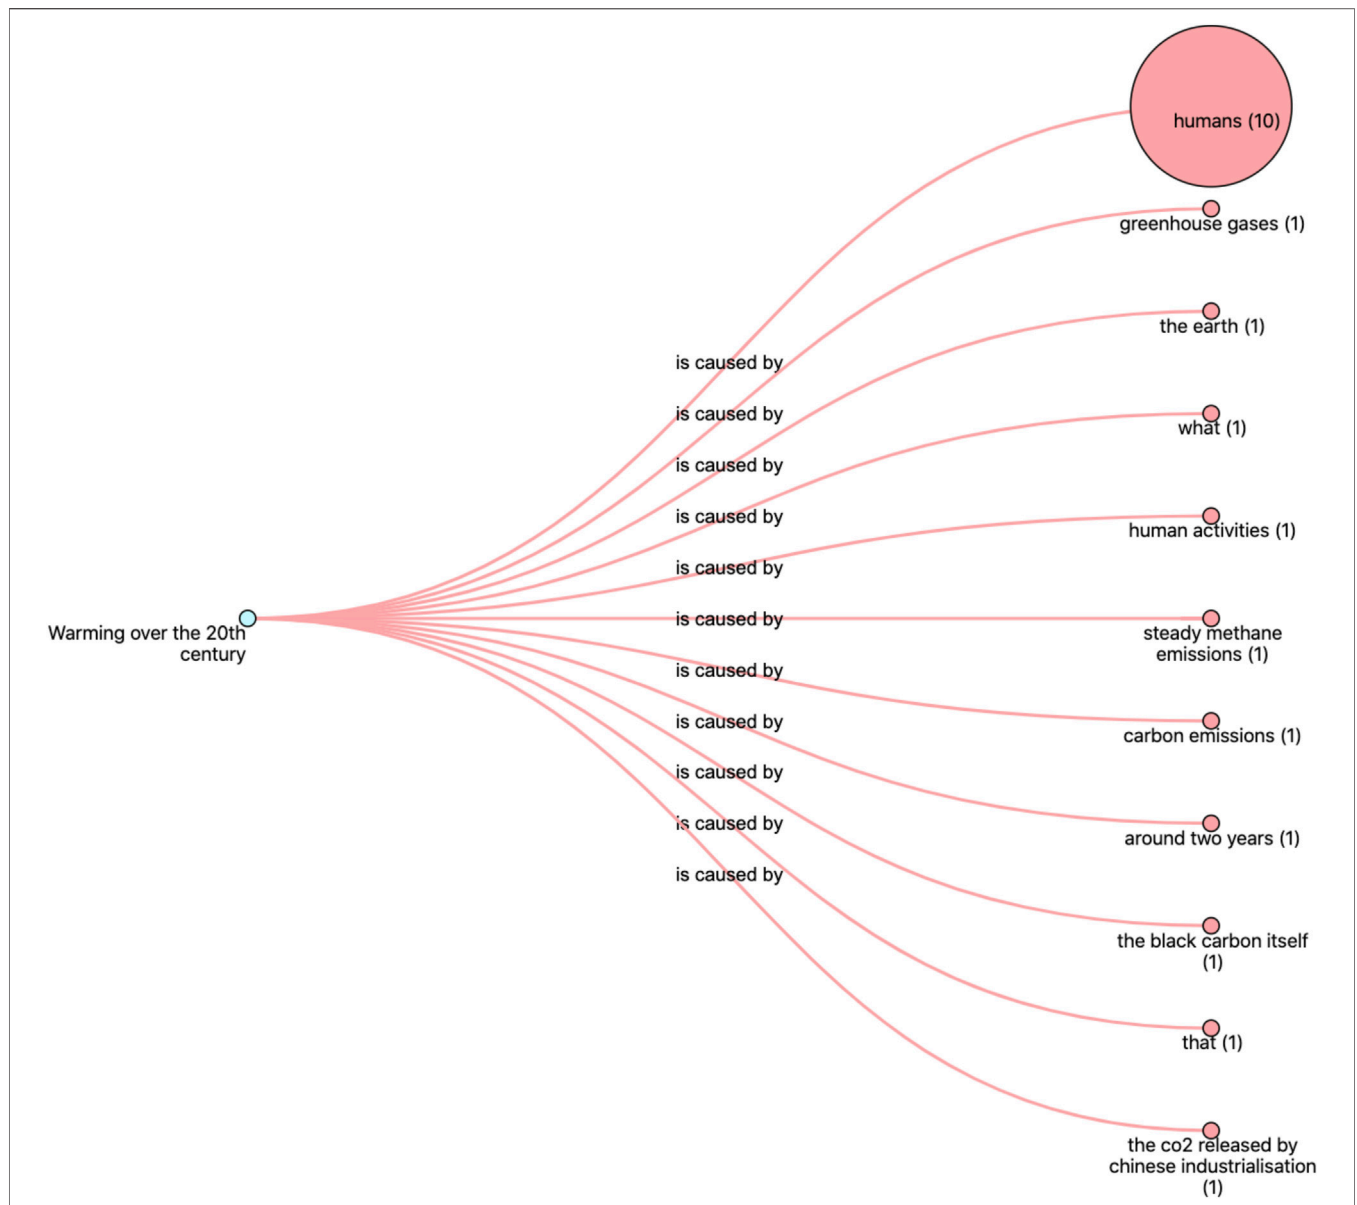 humans (10)
greenhouse gases (1)
the earth (1)
is caused by
is caused by
what (1)
is caused by
is caused by
human activities (1)
is caused by
Warming over the 20th
century
is caused by
steady methane
emissions (1)
is caused by
is caused by
carbon emissions (1)
is caused by
is caused by
around two years (1)
is caused by
the black carbon itself
(1)
that (1)
the co2 released by
chinese industrialisation
(1)